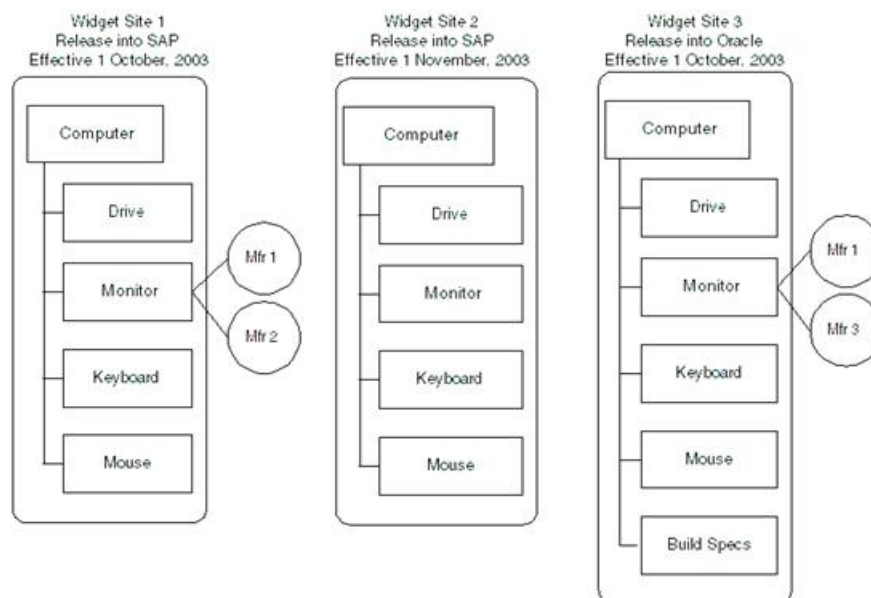 Widget Site 1
Release into SAP
Effective 1 October, 2003
Computer
Drive
Monitor
Keyboard
Mouse
Mfr 1
Mfr 2
Widget Site 2
Release into SAP
Effective 1 November, 2003
Computer
Drive
Monitor
Keyboard
Mouse
Widget Site 3
Release into Oracle
Effective 1 October, 2003
Computer
Drive
Monitor
Keyboard
Mouse
Build Specs
Mfr 1
Mfr 3